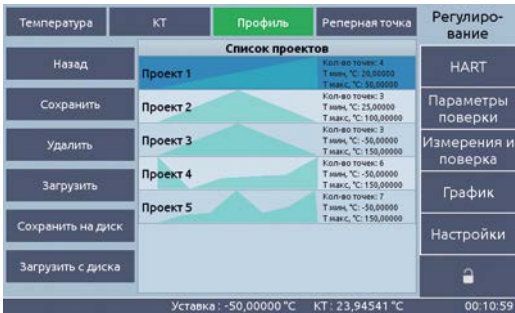 Температура
КТ
Профиль
Реперная точка
Регулиро-
вание
Список проектов
Назад
Сохранить
Удалить
Загрузить
Сохранить на диск
Загрузить с диска
Проект 1
Кол-во точек: 4
T мин, °C: 20,00000
T макс, °C: 50,00000
Проект 2
Кол-во точек: 3
T мин, °C: 25,00000
T макс, °C: 100,00000
Проект 3
Кол-во точек: 3
T мин, °C: -50,00000
T макс, °C: 150,00000
Проект 4
Кол-во точек: 6
T мин, °C: -50,00000
T макс, °C: 150,00000
Проект 5
Кол-во точек: 7
T мин, °C: -50,00000
T макс, °C: 150,00000
HART
Параметры
поверки
Измерения и
поверка
График
Настройки
Уставка : -50,00000 °C
КТ : 23,94541 °C
00:10:59